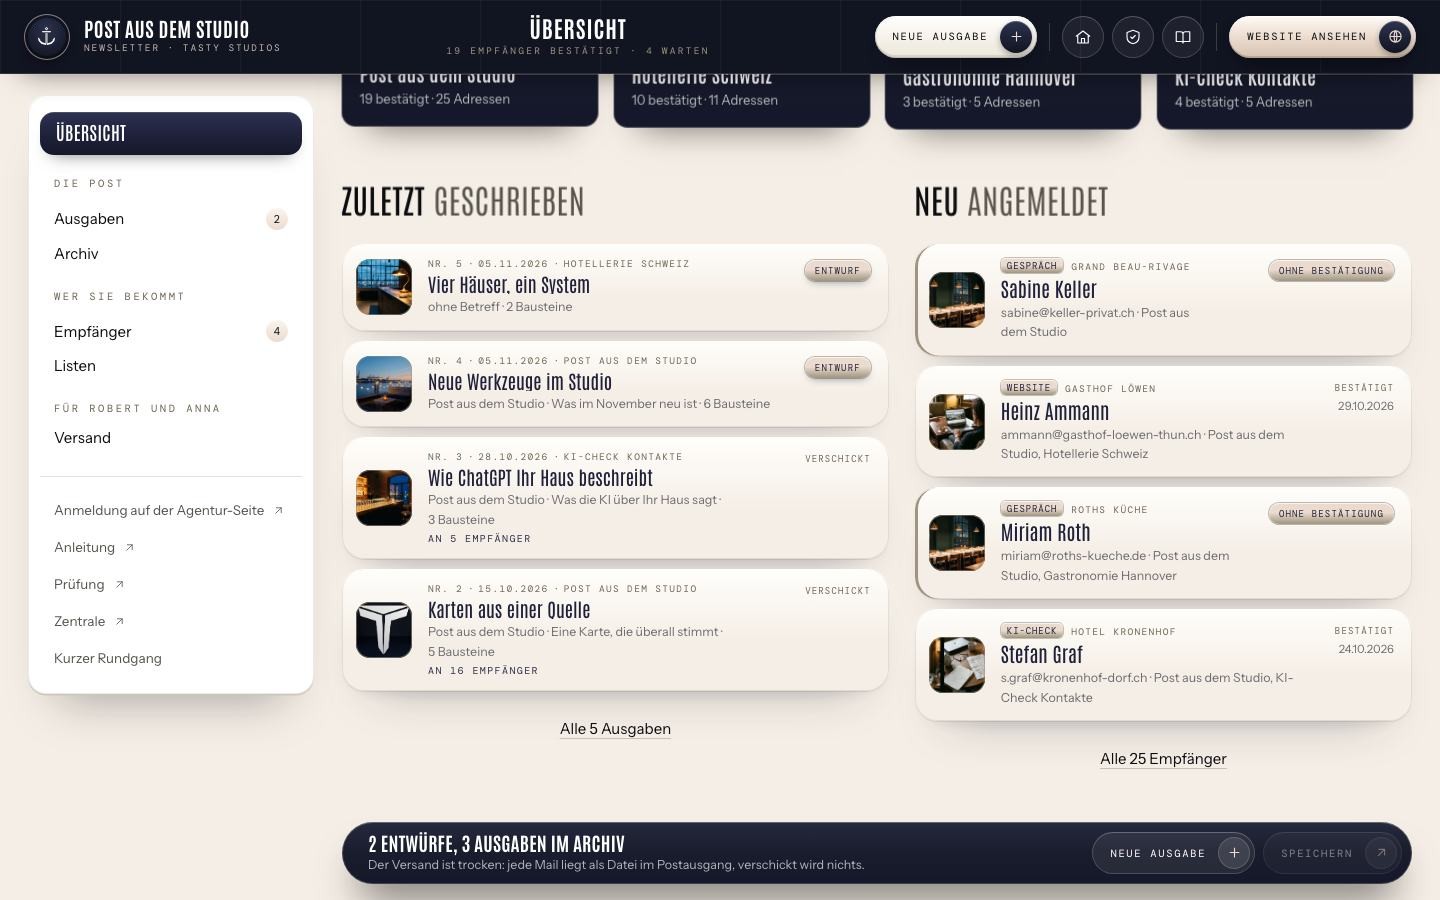 POST AUS DEM STUDIO
NEWSLETTER · TASTY STUDIOS
ÜBERSICHT
19 EMPFÄNGER BESTÄTIGT · 4 WARTEN
NEUE AUSGABE
WEBSITE ANSEHEN
ÜBERSICHT
DIE POST
Ausgaben 2
Archiv
WER SIE BEKOMMT
Empfänger 4
Listen
FÜR ROBERT UND ANNA
Versand
Anmeldung auf der Agentur-Seite
Anleitung
Prüfung
Zentrale
Kurzer Rundgang
Post aus dem Studio
19 bestätigt · 25 Adressen
Hotellerie Schweiz
10 bestätigt · 11 Adressen
Gastronomie Hannover
3 bestätigt · 5 Adressen
KI-Check Kontakte
4 bestätigt · 5 Adressen
ZULETZT GESCHRIEBEN
NR. 5 · 05.11.2026 · HOTELLERIE SCHWEIZ
Vier Häuser, ein System
ohne Betreff · 2 Bausteine
ENTWURF
NR. 4 · 05.11.2026 · POST AUS DEM STUDIO
Neue Werkzeuge im Studio
Post aus dem Studio · Was im November neu ist · 6 Bausteine
ENTWURF
NR. 3 · 28.10.2026 · KI-CHECK KONTAKTE
Wie ChatGPT Ihr Haus beschreibt
Post aus dem Studio · Was die KI über Ihr Haus sagt ·
3 Bausteine
AN 5 EMPFÄNGER
VERSCHICKT
NR. 2 · 15.10.2026 · POST AUS DEM STUDIO
Karten aus einer Quelle
Post aus dem Studio · Eine Karte, die überall stimmt ·
5 Bausteine
AN 16 EMPFÄNGER
VERSCHICKT
Alle 5 Ausgaben
NEU ANGEMELDET
GESPRÄCH GRAND BEAU-RIVAGE
Sabine Keller
sabine@keller-privat.ch · Post aus
dem Studio
OHNE BESTÄTIGUNG
WEBSITE GASTHOF LÖWEN
Heinz Ammann
ammann@gasthof-loewen-thun.ch · Post aus dem
Studio, Hotellerie Schweiz
BESTÄTIGT
29.10.2026
GESPRÄCH ROTHS KÜCHE
Miriam Roth
miriam@roths-kueche.de · Post aus dem
Studio, Gastronomie Hannover
OHNE BESTÄTIGUNG
KI-CHECK HOTEL KRONENHOF
Stefan Graf
s.graf@kronenhof-dorf.ch · Post aus dem Studio, KI-
Check Kontakte
BESTÄTIGT
24.10.2026
Alle 25 Empfänger
2 ENTWÜRFE, 3 AUSGABEN IM ARCHIV
Der Versand ist trocken: jede Mail liegt als Datei im Postausgang, verschickt wird nichts.
NEUE AUSGABE
SPEICHERN